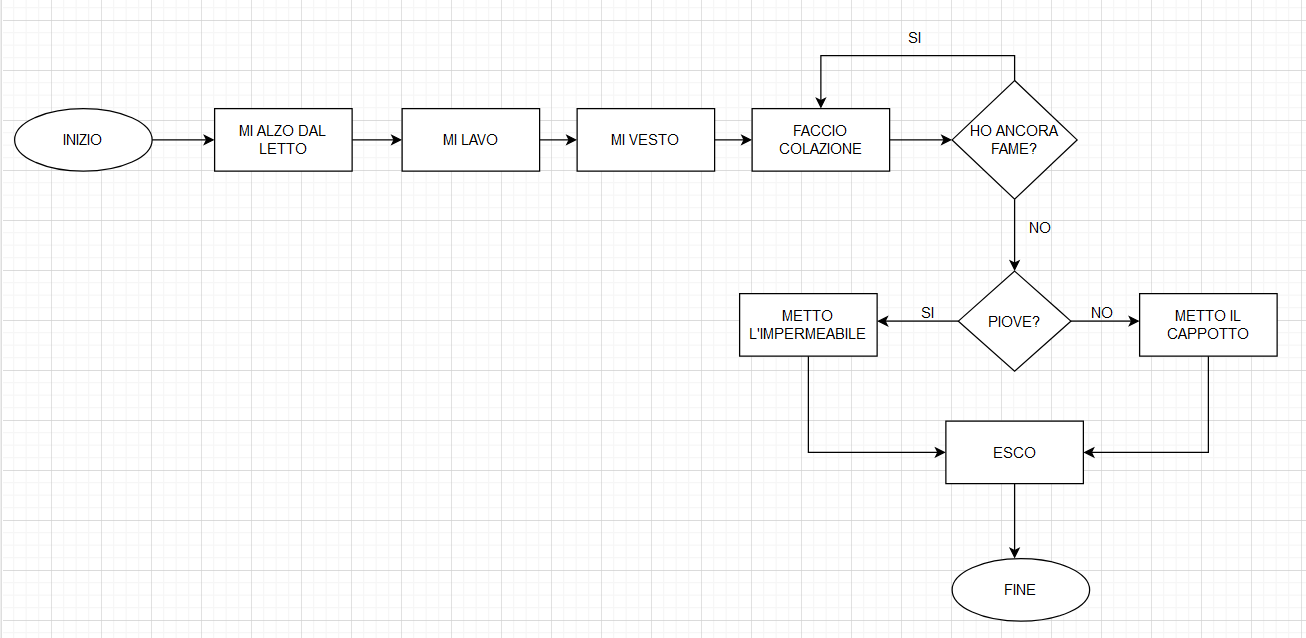 SI
INIZIO
MI ALZO DAL
LETTO
MI LAVO
MI VESTO
FACCIO
COLAZIONE
HO ANCORA
FAME?
NO
METTO
L'IMPERMEABILE
SI
PIOVE?
NO
METTO IL
CAPPOTTO
ESCO
FINE